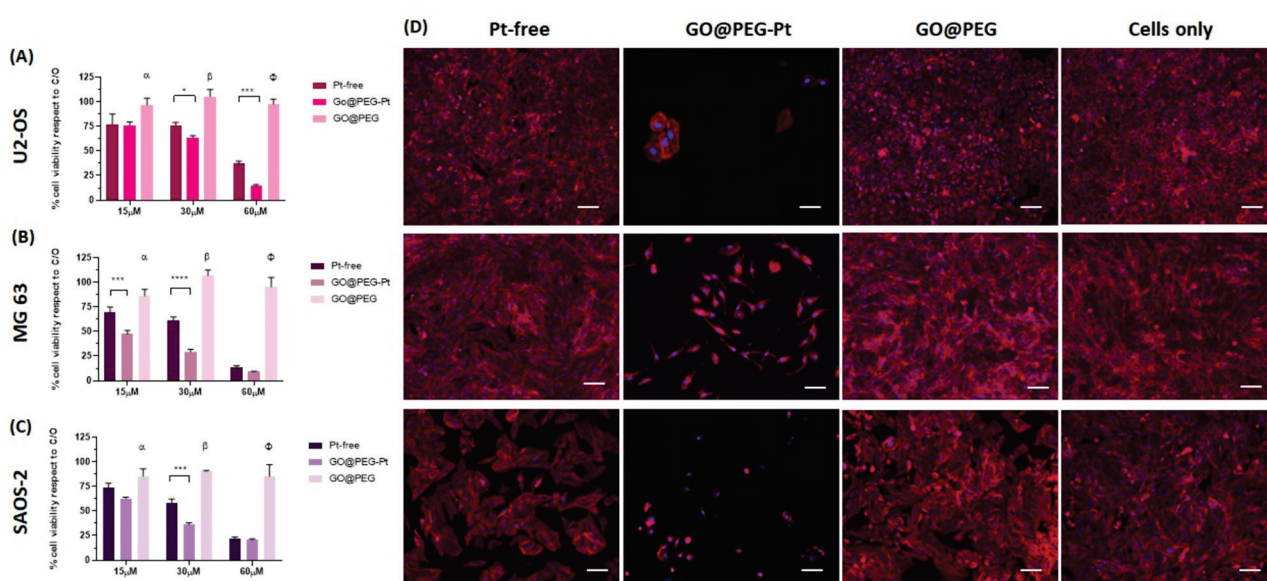 (D)
Pt-free
GO@PEG-Pt
GO@PEG
Cells only
(A)
U2-OS
% cell viability respect to C/O
125
100
75
50
25
0
α
β
Φ
*
***
15µM
30µM
60µM
Pt-free
Go@PEG-Pt
GO@PEG
(B)
MG 63
% cell viability respect to C/O
125
100
75
50
25
0
α
β
Φ
***
****
15µM
30µM
60µM
Pt-free
GO@PEG-Pt
GO@PEG
(C)
SAOS-2
% cell viability respect to C/O
125
100
75
50
25
0
α
β
Φ
***
15µM
30µM
60µM
Pt-free
GO@PEG-Pt
GO@PEG